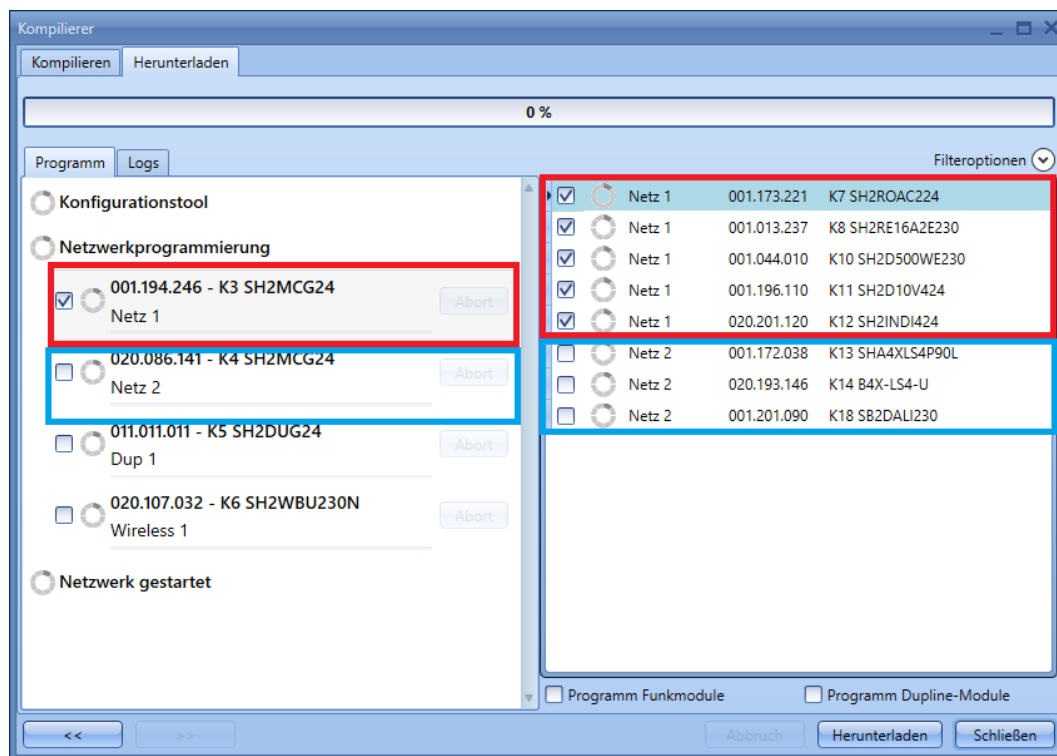 Kompilierer
Kompilieren
Herunterladen
0 %
Programm
Logs
Filteroptionen
Konfigurationstool
Netzwerkprogrammierung
001.194.246 - K3 SH2MCG24
Netz 1
Abort
020.086.141 - K4 SH2MCG24
Netz 2
Abort
011.011.011 - K5 SH2DUG24
Dup 1
Abort
020.107.032 - K6 SH2WBU230N
Wireless 1
Abort
Netzwerk gestartet
Netz 1 001.173.221 K7 SH2ROAC224
Netz 1 001.013.237 K8 SH2RE16A2E230
Netz 1 001.044.010 K10 SH2D500WE230
Netz 1 001.196.110 K11 SH2D10V424
Netz 1 020.201.120 K12 SH2INDI424
Netz 2 001.172.038 K13 SHA4XLS4P90L
Netz 2 020.193.146 K14 B4X-LS4-U
Netz 2 001.201.090 K18 SB2DALI230
Programm Funkmodule
Programm Dupline-Module
<<
>>
Abbruch
Herunterladen
Schließen